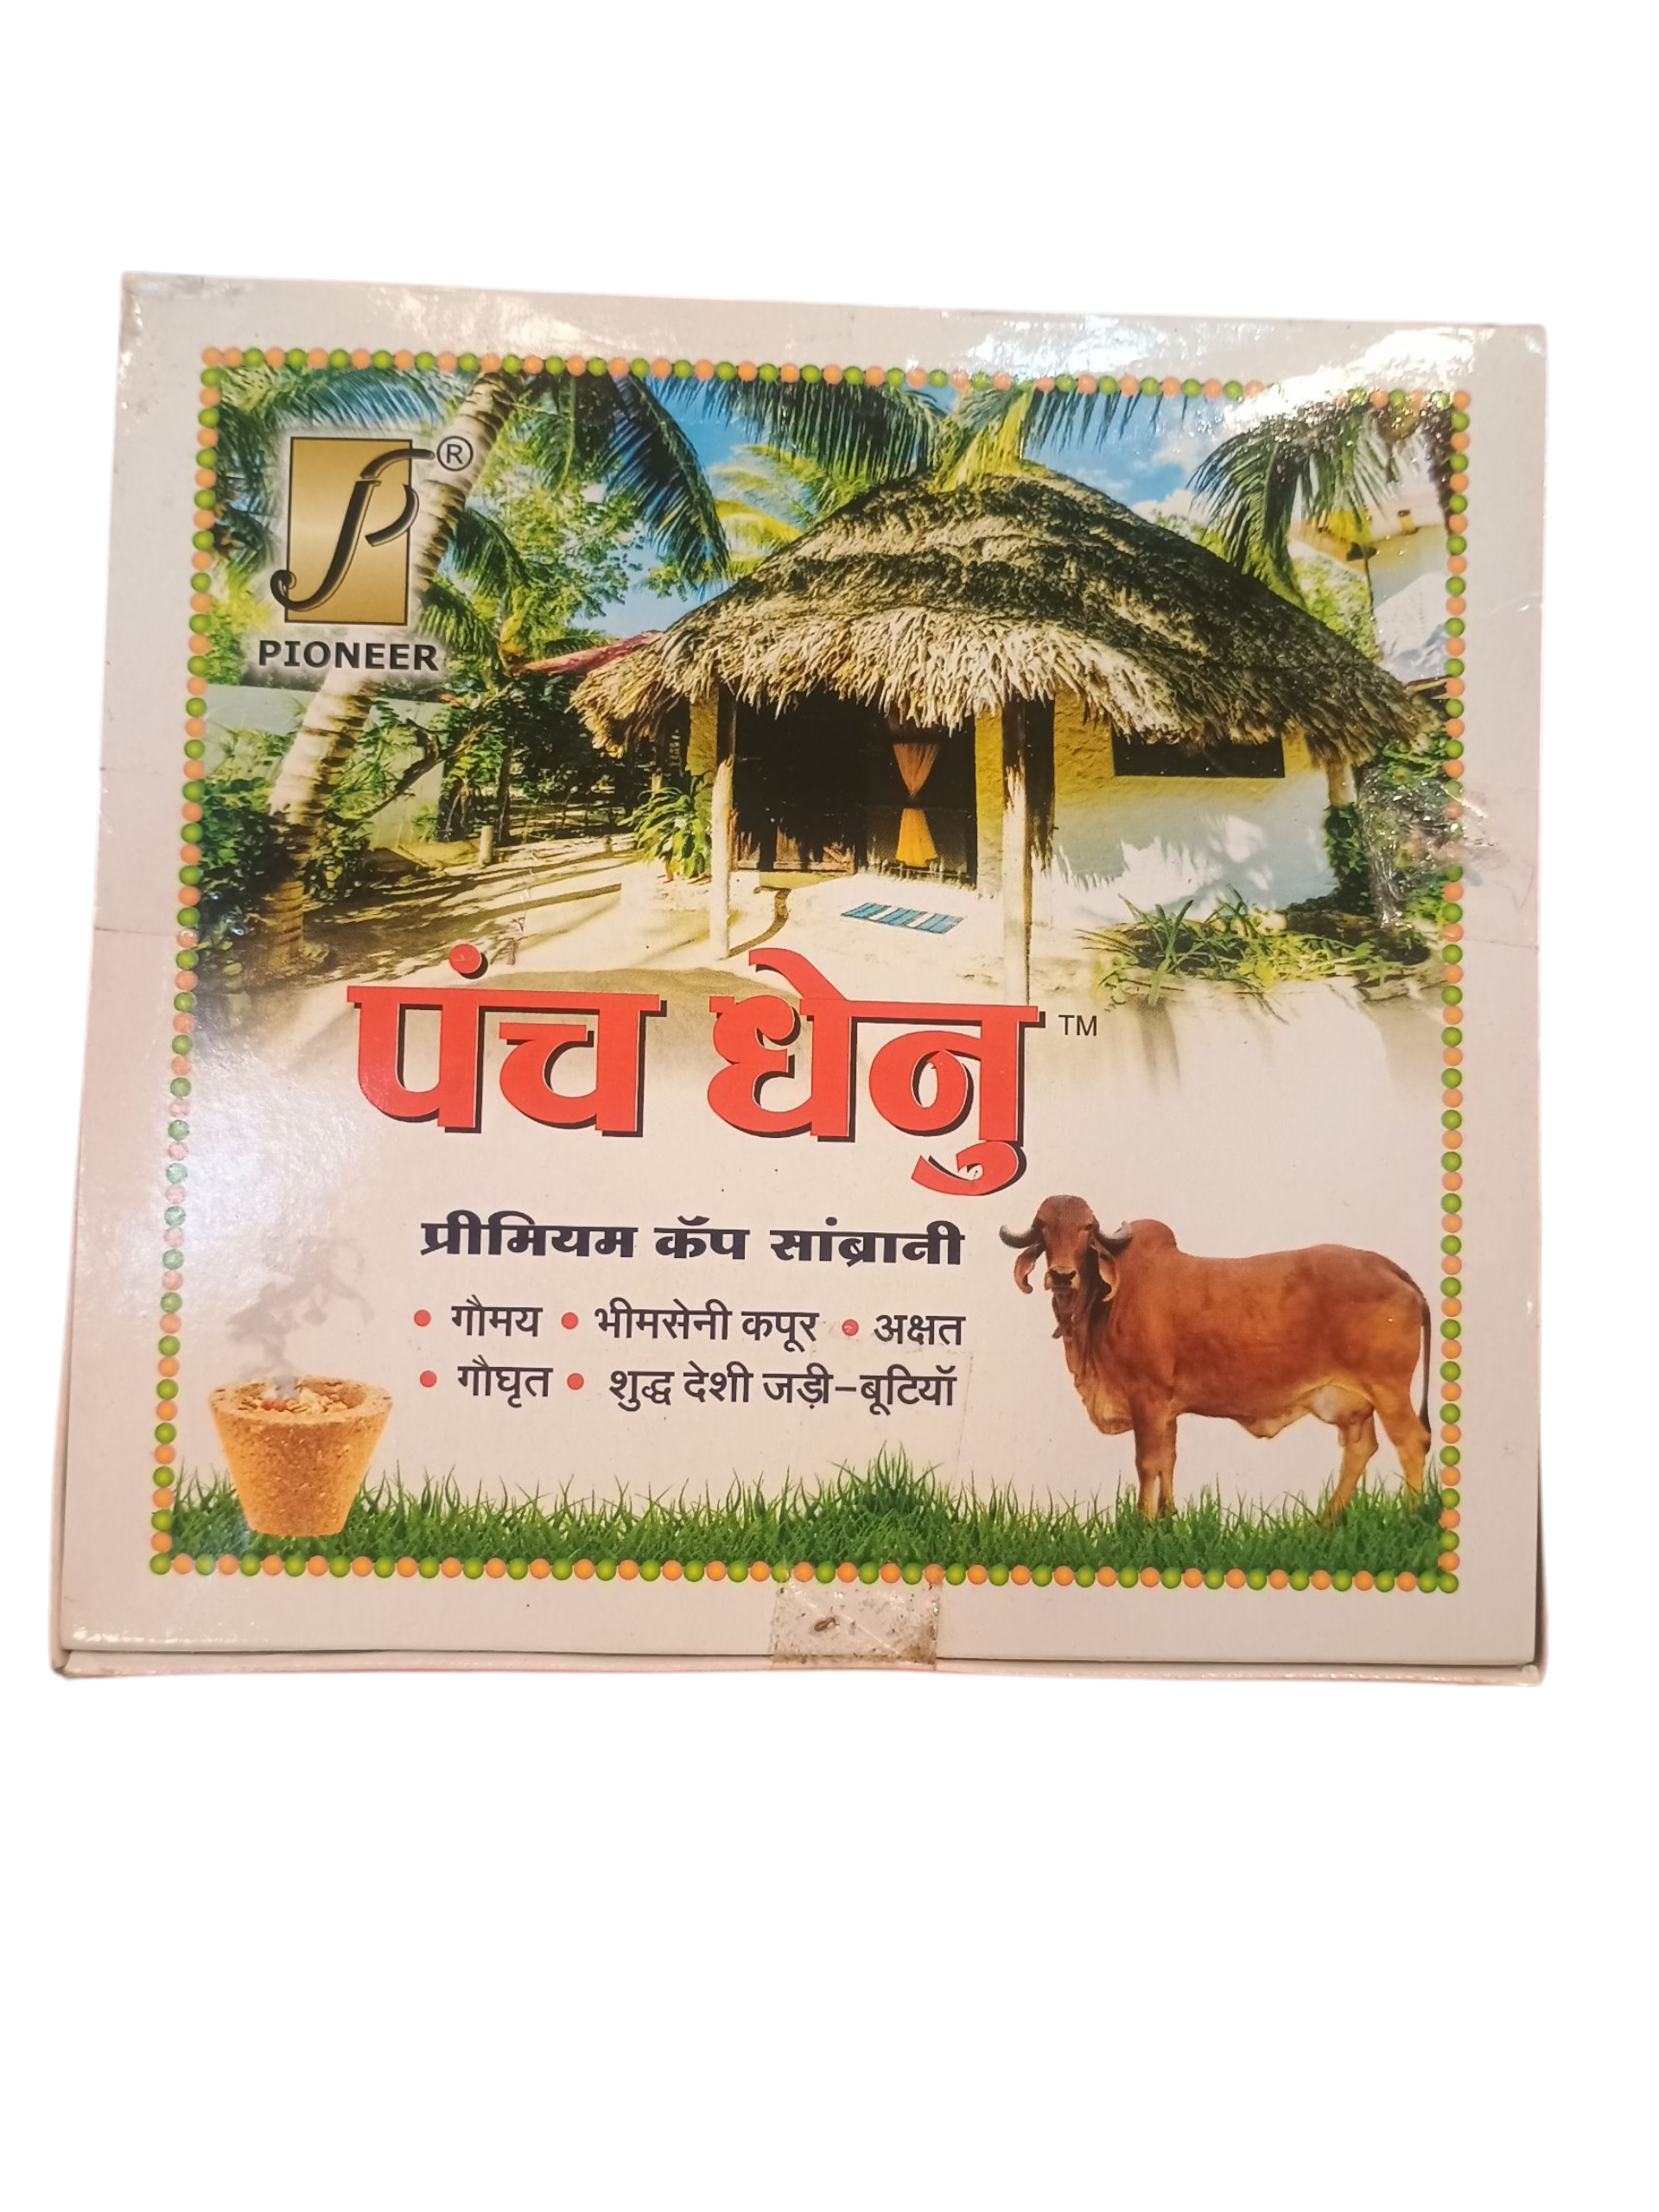 ®
PIONEER
पंच धेनु ™
प्रीमियम कॅप सांब्रानी
• गौमय • भीमसेनी कपूर • अक्षत
• गौघृत • शुद्ध देशी जड़ी-बूटियॉ